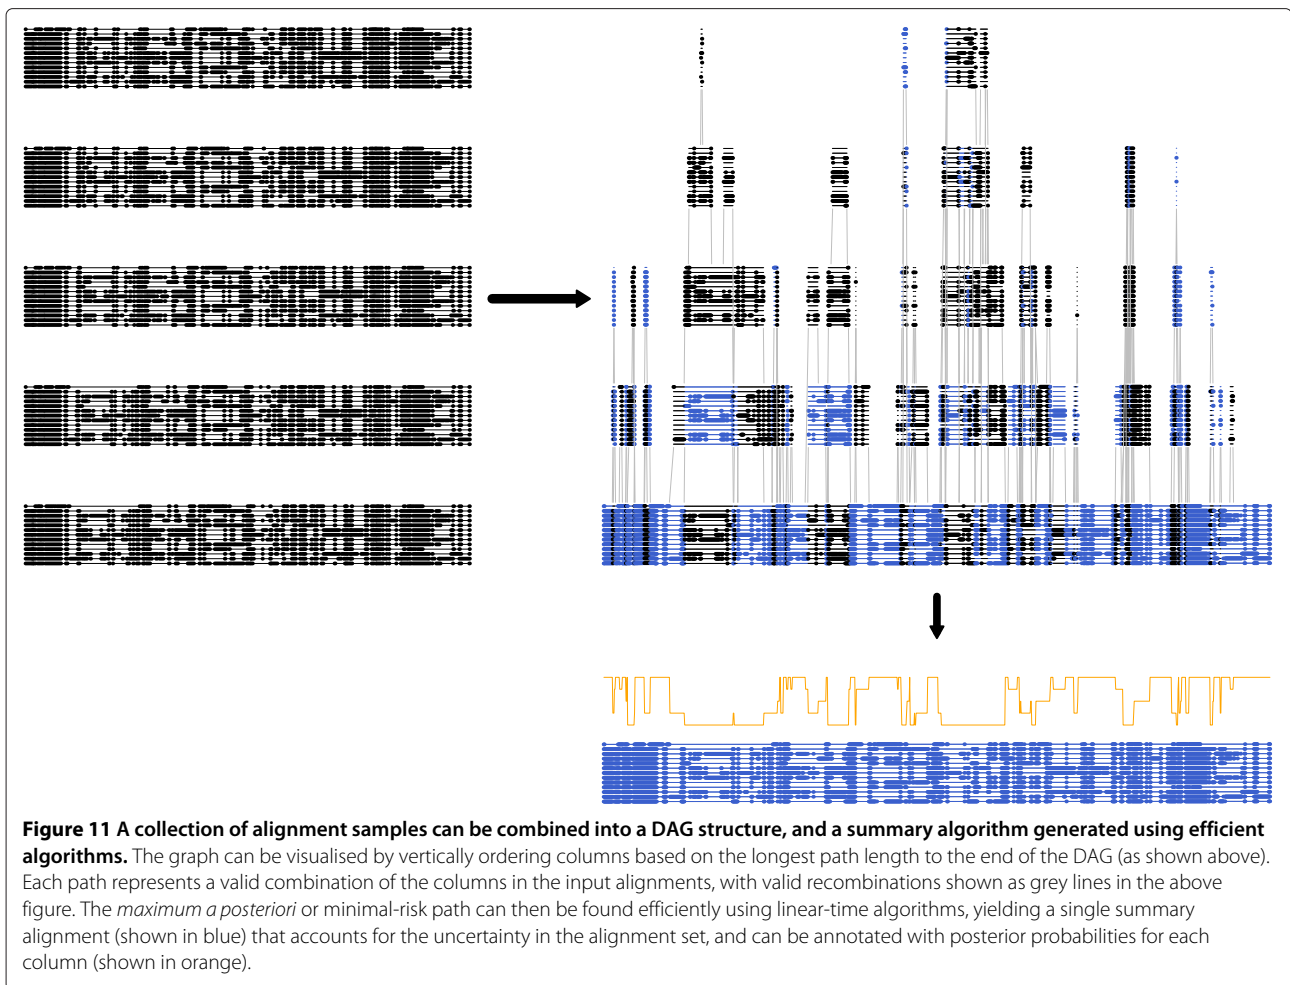 Figure 11 A collection of alignment samples can be combined into a DAG structure, and a summary algorithm generated using efficient
algorithms. The graph can be visualised by vertically ordering columns based on the longest path length to the end of the DAG (as shown above).
Each path represents a valid combination of the columns in the input alignments, with valid recombinations shown as grey lines in the above
figure. The maximum a posteriori or minimal-risk path can then be found efficiently using linear-time algorithms, yielding a single summary
alignment (shown in blue) that accounts for the uncertainty in the alignment set, and can be annotated with posterior probabilities for each
column (shown in orange).